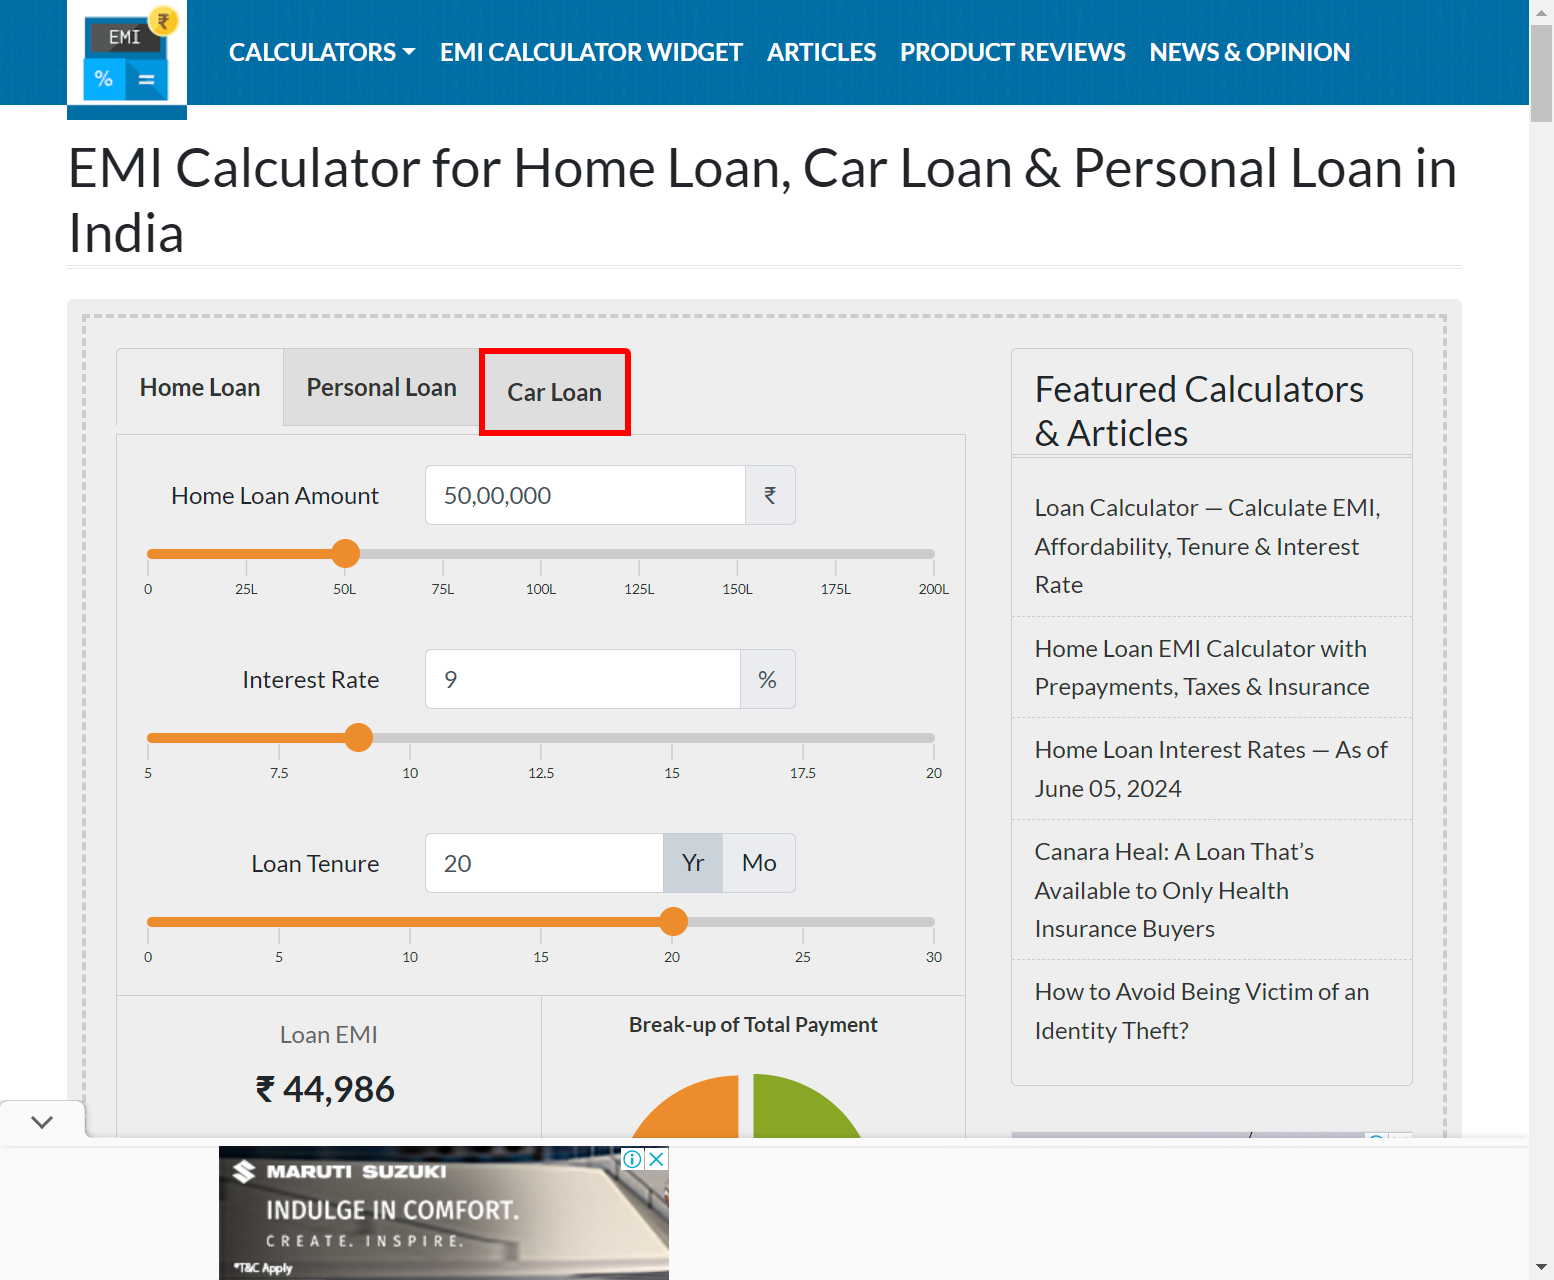 EMI
₹
%
=
CALCULATORS
EMI CALCULATOR WIDGET
ARTICLES
PRODUCT REVIEWS
NEWS & OPINION
EMI Calculator for Home Loan, Car Loan & Personal Loan in
India
Home Loan
Personal Loan
Car Loan
Home Loan Amount
50,00,000
₹
0
25L
50L
75L
100L
125L
150L
175L
200L
Interest Rate
9
%
5
7.5
10
12.5
15
17.5
20
Loan Tenure
20
Yr
Mo
0
5
10
15
20
25
30
Loan EMI
₹ 44,986
Break-up of Total Payment
Featured Calculators
& Articles
Loan Calculator — Calculate EMI,
Affordability, Tenure & Interest
Rate
Home Loan EMI Calculator with
Prepayments, Taxes & Insurance
Home Loan Interest Rates — As of
June 05, 2024
Canara Heal: A Loan That’s
Available to Only Health
Insurance Buyers
How to Avoid Being Victim of an
Identity Theft?
MARUTI SUZUKI
INDULGE IN COMFORT.
CREATE. INSPIRE.
*T&C Apply